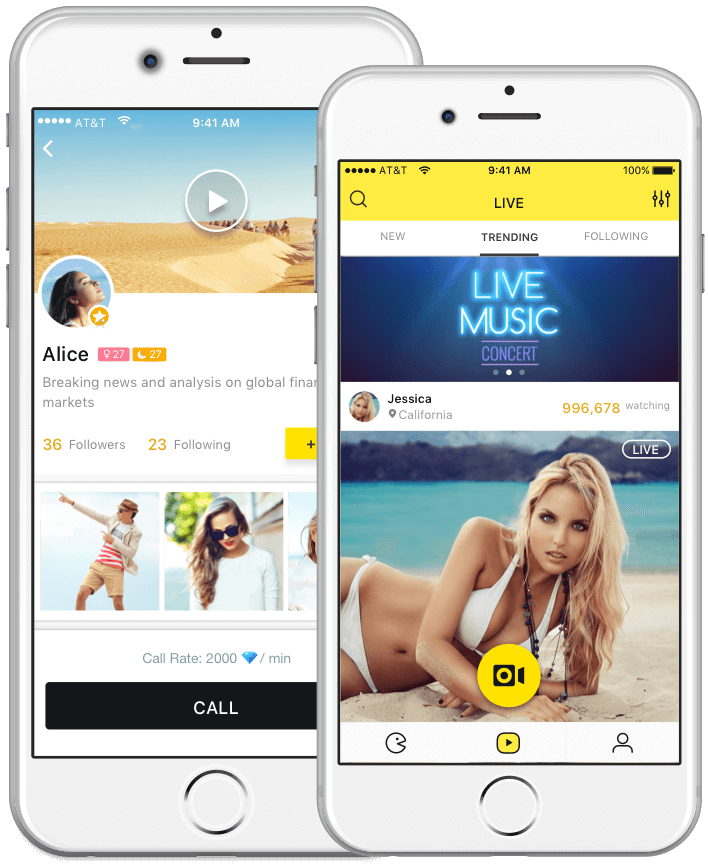 AT&T
9:41 AM
Alice
27
27
Breaking news and analysis on global finan
markets
36 Followers
23 Following
+
Call Rate: 2000 / min
CALL
AT&T
9:41 AM
100%
LIVE
NEW
TRENDING
FOLLOWING
LIVE
MUSIC
CONCERT
Jessica
California
996,678 watching
LIVE